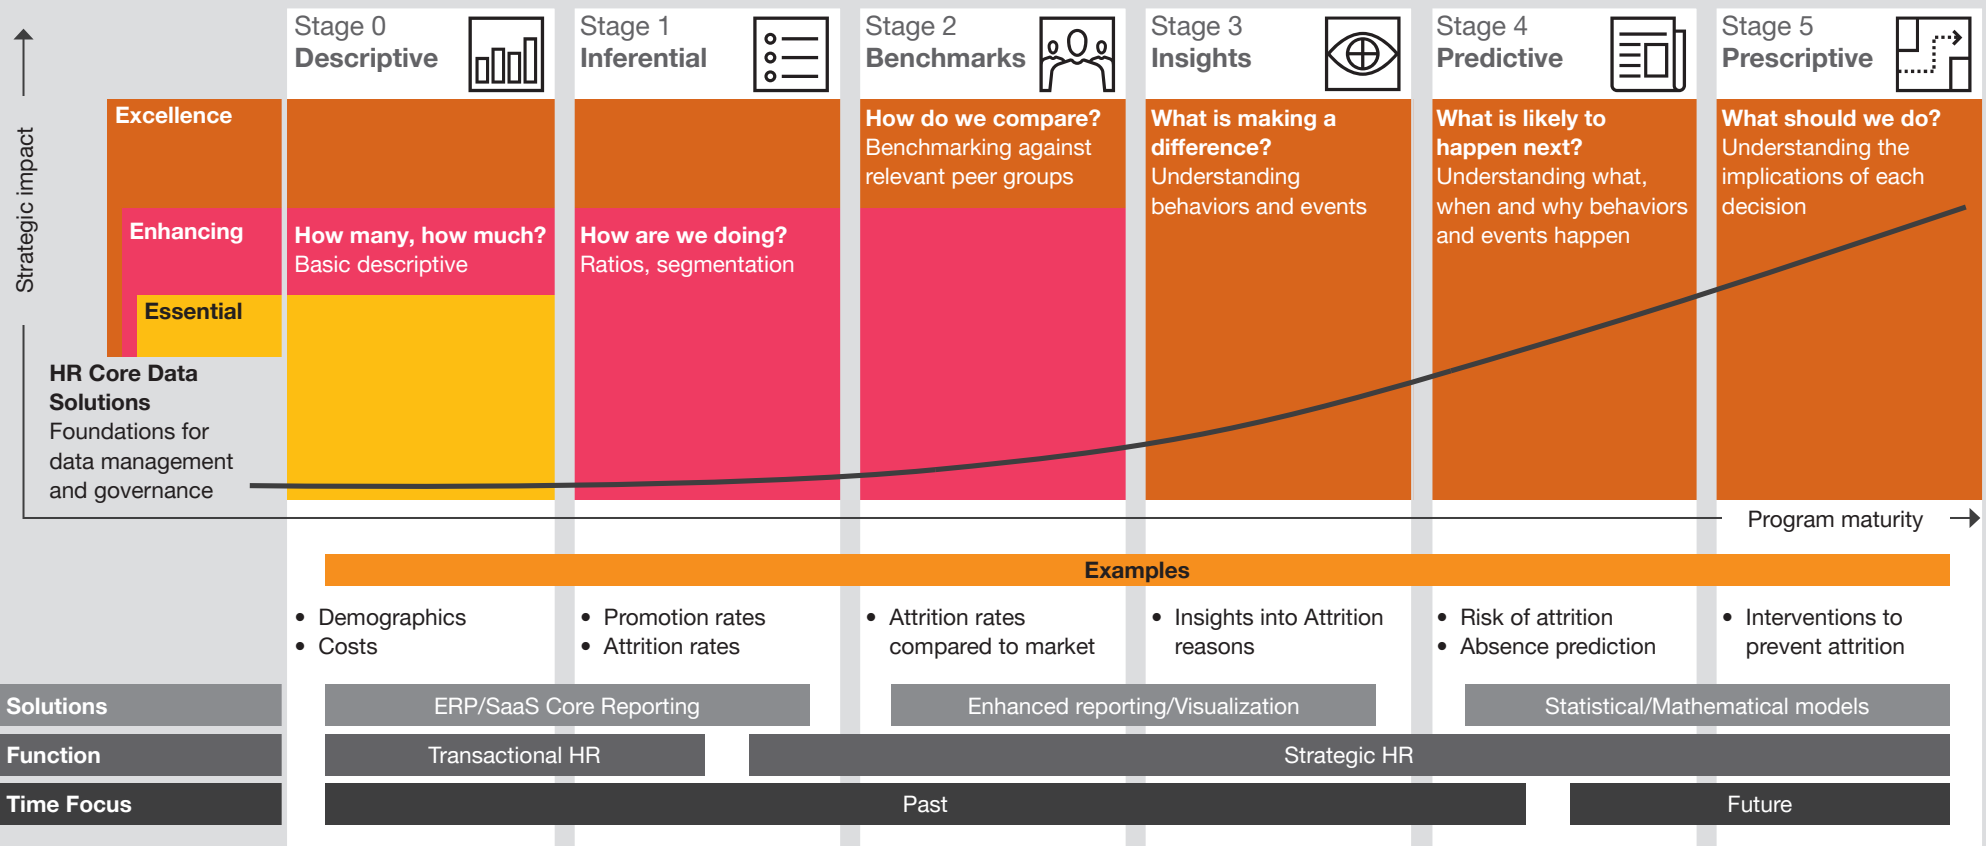 Stage 0
Descriptive
Stage 1
Inferential
Stage 2
Benchmarks
Stage 3
Insights
Stage 4
Predictive
Stage 5
Prescriptive
Strategic impact
Excellence
Enhancing
Essential
HR Core Data
Solutions
Foundations for
data management
and governance
How many, how much?
Basic descriptive
How are we doing?
Ratios, segmentation
How do we compare?
Benchmarking against
relevant peer groups
What is making a
difference?
Understanding
behaviors and events
What is likely to
happen next?
Understanding what,
when and why behaviors
and events happen
What should we do?
Understanding the
implications of each
decision
Program maturity
Examples
• Demographics
• Costs
• Promotion rates
• Attrition rates
• Attrition rates
compared to market
• Insights into Attrition
reasons
• Risk of attrition
• Absence prediction
• Interventions to
prevent attrition
Solutions
ERP/SaaS Core Reporting
Enhanced reporting/Visualization
Statistical/Mathematical models
Function
Transactional HR
Strategic HR
Time Focus
Past
Future